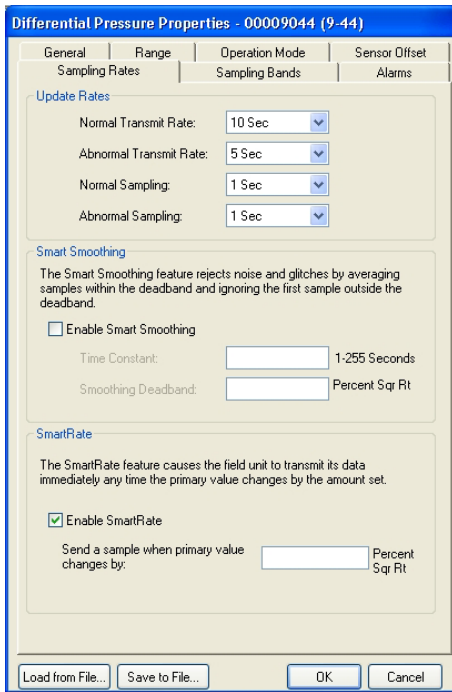 Differential Pressure Properties - 00009044 (9-44)
General Range Operation Mode Sensor Offset
Sampling Rates Sampling Bands Alarms
Update Rates
Normal Transmit Rate: 10 Sec
Abnormal Transmit Rate: 5 Sec
Normal Sampling: 1 Sec
Abnormal Sampling: 1 Sec
Smart Smoothing
The Smart Smoothing feature rejects noise and glitches by averaging
samples within the deadband and ignoring the first sample outside the
deadband.
Enable Smart Smoothing
Time Constant: 1-255 Seconds
Smoothing Deadband: Percent Sqr Rt
SmartRate
The SmartRate feature causes the field unit to transmit its data
immediately any time the primary value changes by the amount set.
Enable SmartRate
Send a sample when primary value
changes by:
Percent
Sqr Rt
Load from File... Save to File... OK Cancel